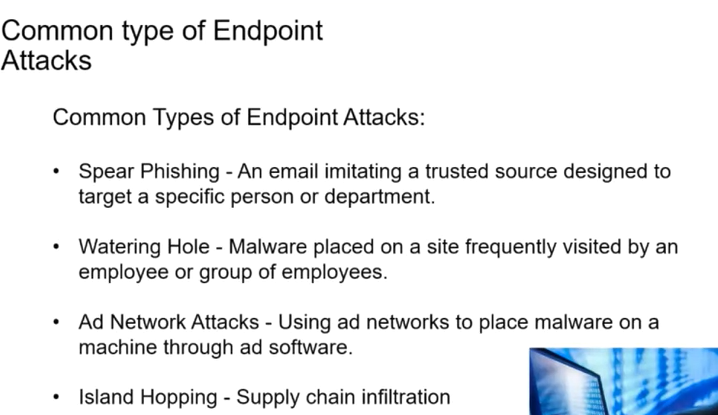 Common type of Endpoint
Attacks
Common Types of Endpoint Attacks:
• Spear Phishing - An email imitating a trusted source designed to
target a specific person or department.
• Watering Hole - Malware placed on a site frequently visited by an
employee or group of employees.
• Ad Network Attacks - Using ad networks to place malware on a
machine through ad software.
• Island Hopping - Supply chain infiltration